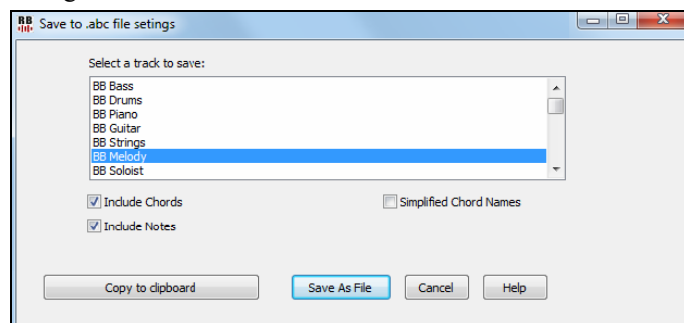 RB Save to .abc file setings
Select a track to save:
BB Bass
BB Drums
BB Piano
BB Guitar
BB Strings
BB Melody
BB Soloist
Include Chords Simplified Chord Names
Include Notes
Copy to clipboard Save As File Cancel Help